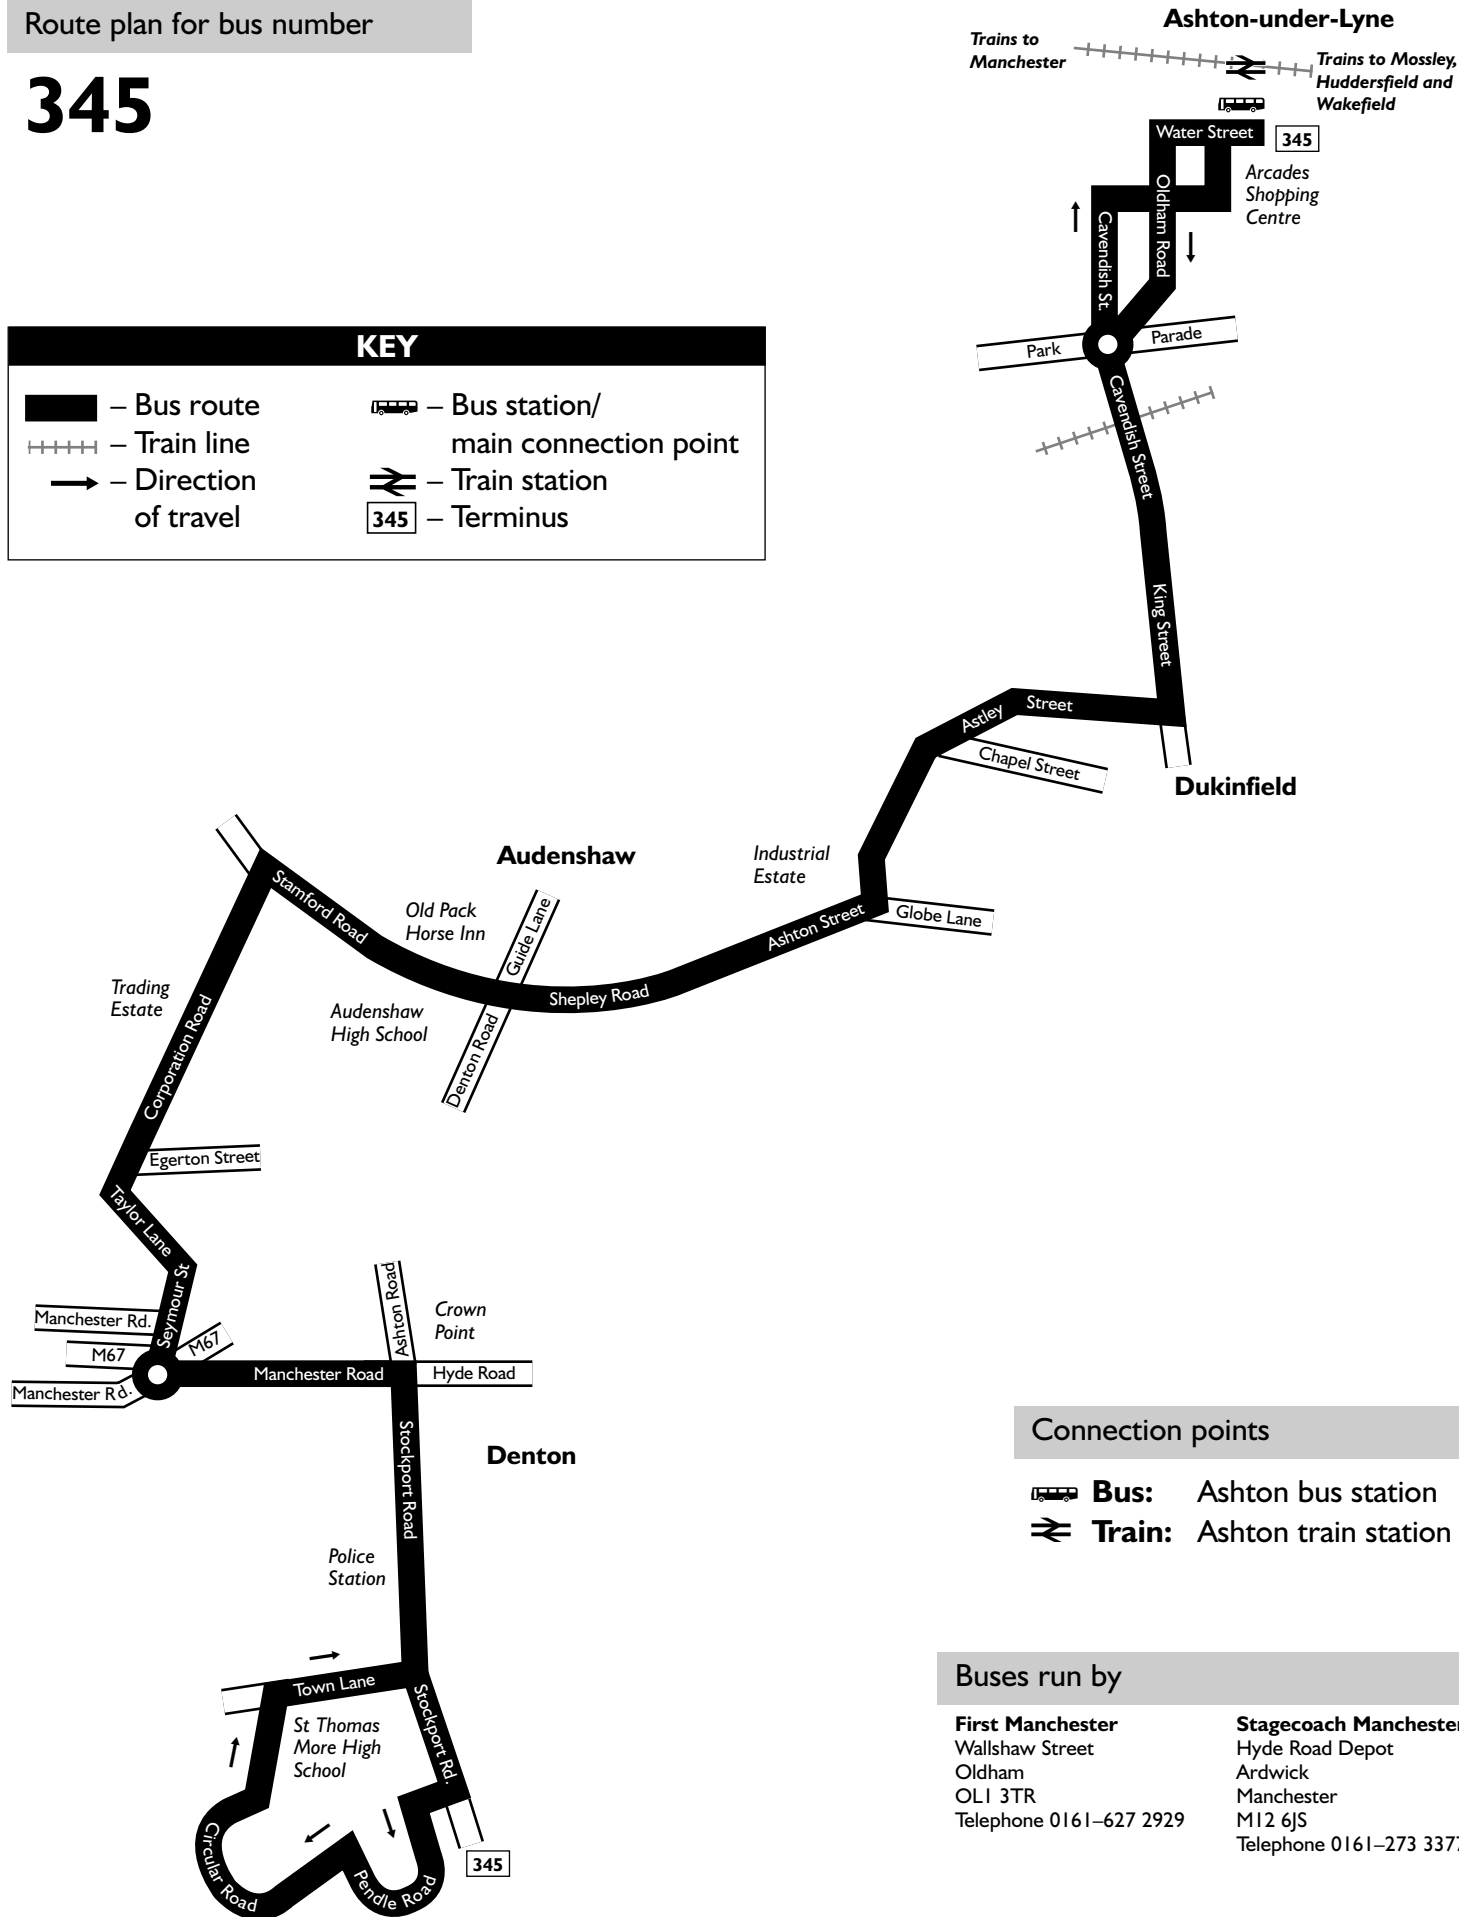 Route plan for bus number
345
Ashton-under-Lyne
Trains to
Manchester
Trains to Mossley,
Huddersfield and
Wakefield
Water Street
345
Arcades
Shopping
Centre
Oldham Road
Cavendish St.
Park
Parade
Cavendish Street
King Street
KEY
– Bus route
– Train line
– Direction
of travel
– Bus station/
main connection point
– Train station
345 – Terminus
Astley
Street
Chapel Street
Dukinfield
Audenshaw
Industrial
Estate
Globe Lane
Ashton Street
Stamford Road
Old Pack
Horse Inn
Guide Lane
Shepley Road
Trading
Estate
Audenshaw
High School
Denton Road
Corporation Road
Egerton Street
Taylor Lane
Seymour St
Manchester Rd.
M67
M67
Manchester Rd.
Manchester Road
Ashton Road
Crown
Point
Hyde Road
Denton
Stockport Road
Police
Station
Town Lane
St Thomas
More High
School
Stockport Rd.
Circular Road
Pendle Road
345
Connection points
Bus: Ashton bus station
Train: Ashton train station
Buses run by
First Manchester
Wallshaw Street
Oldham
OL1 3TR
Telephone 0161–627 2929
Stagecoach Manchester
Hyde Road Depot
Ardwick
Manchester
M12 6JS
Telephone 0161–273 3377